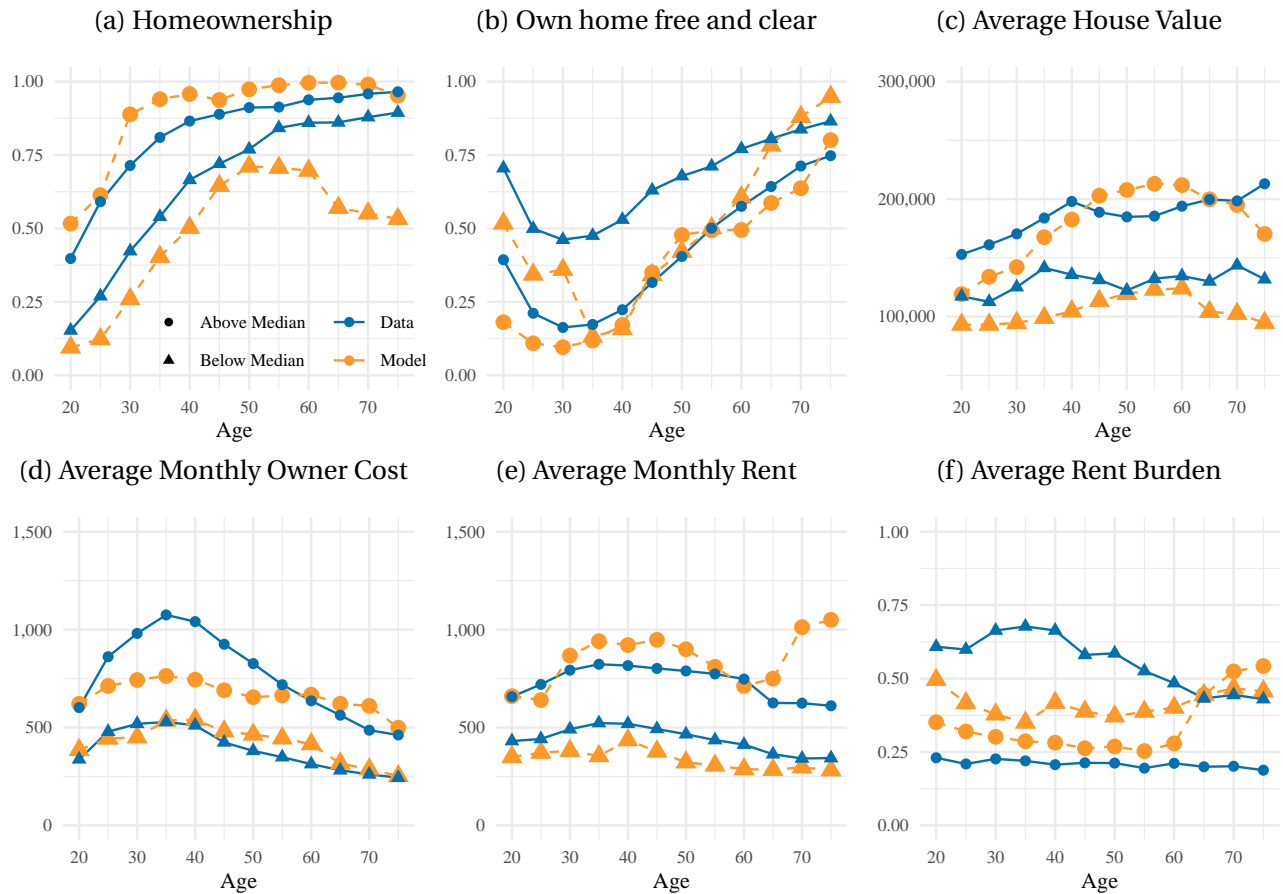 (a) Homeownership
1.00
0.75
0.50
0.25
0.00
Above Median
Data
Below Median
Model
20 30 40 50 60 70
Age
(b) Own home free and clear
1.00
0.75
0.50
0.25
0.00
20 30 40 50 60 70
Age
(c) Average House Value
300,000
200,000
100,000
20 30 40 50 60 70
Age
(d) Average Monthly Owner Cost
1,500
1,000
500
0
20 30 40 50 60 70
Age
(e) Average Monthly Rent
1,500
1,000
500
0
20 30 40 50 60 70
Age
(f) Average Rent Burden
1.00
0.75
0.50
0.25
0.00
20 30 40 50 60 70
Age